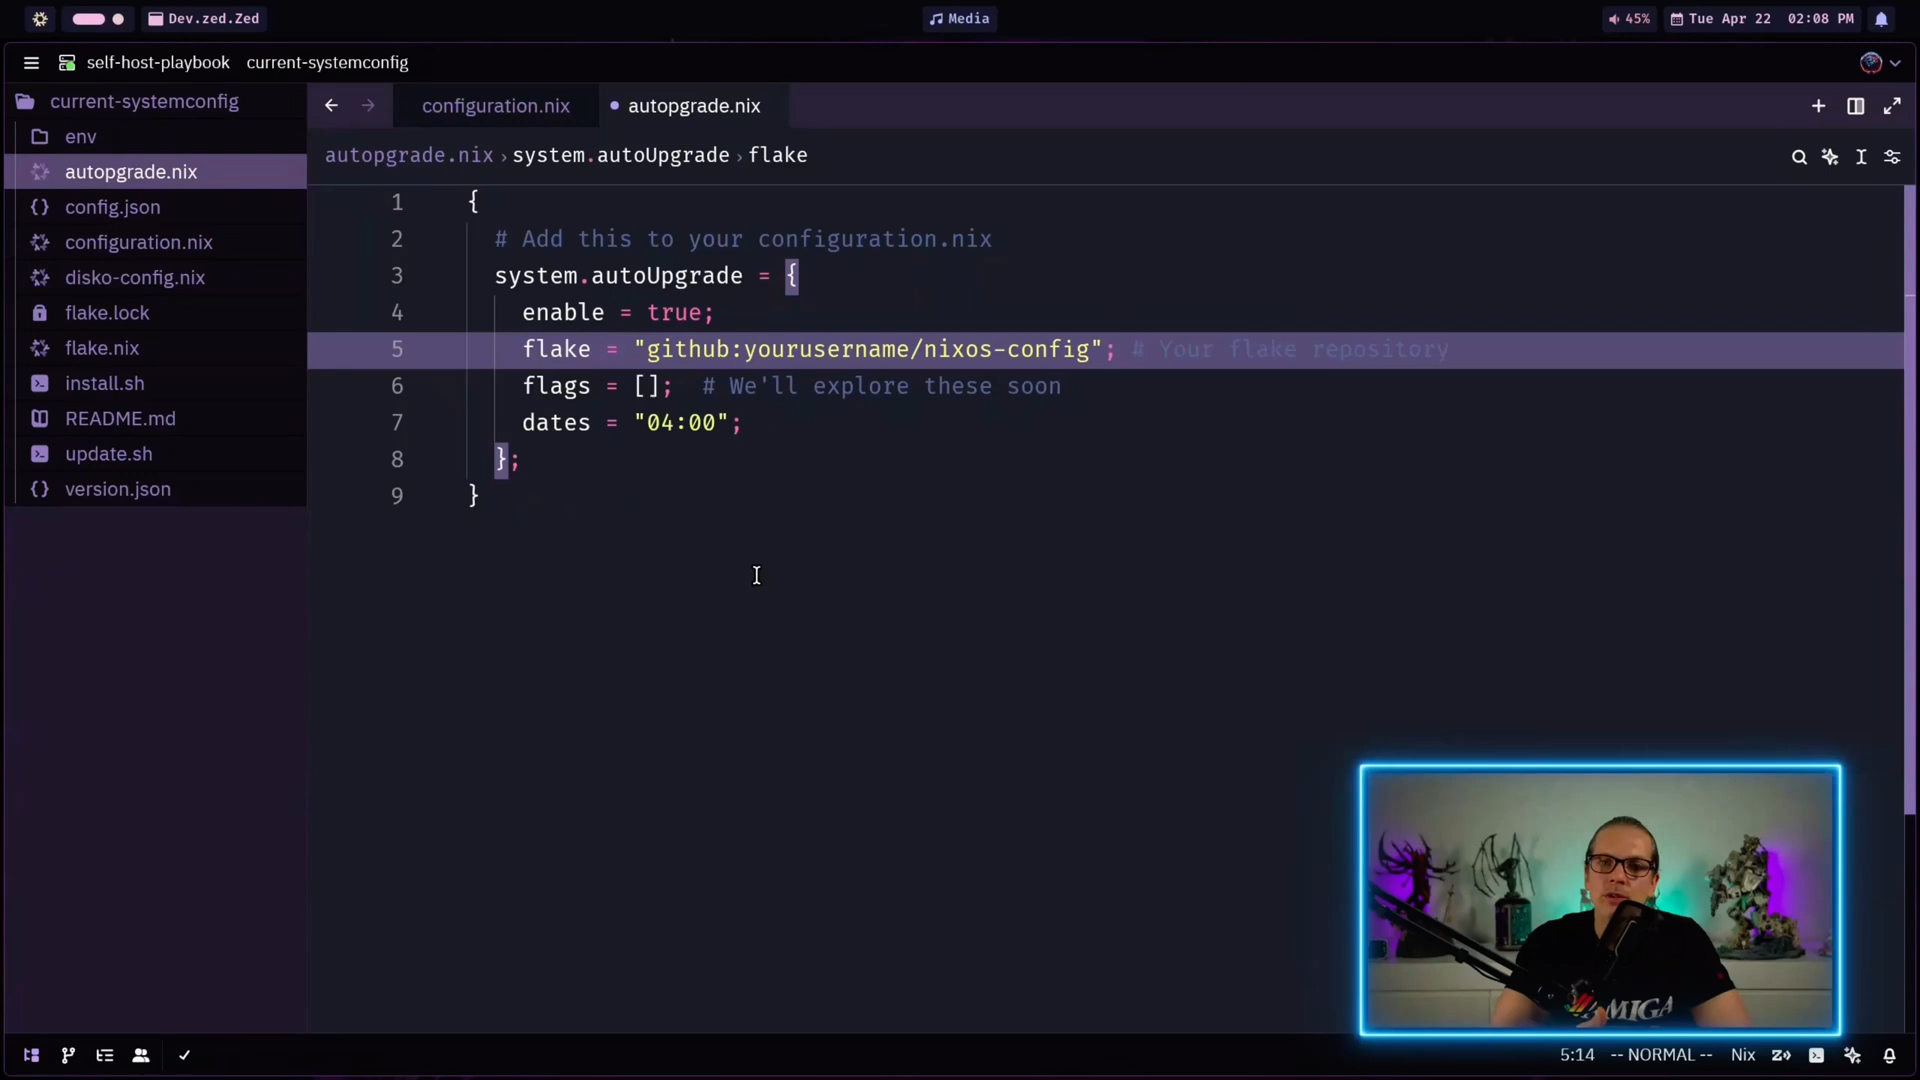 Dev.zed.Zed
Media
45%
Tue Apr 22 02:08 PM
self-host-playbook current-systemconfig
current-systemconfig
env
autopgrade.nix
config.json
configuration.nix
disko-config.nix
flake.lock
flake.nix
install.sh
README.md
update.sh
version.json
configuration.nix
autopgrade.nix
autopgrade.nix › system.autoUpgrade › flake
1 {
2 # Add this to your configuration.nix
3 system.autoUpgrade = {
4 enable = true;
5 flake = "github:yourusername/nixos-config"; # Your flake repository
6 flags = []; # We'll explore these soon
7 dates = "04:00";
8 };
9 }
AMIGA
5:14 -- NORMAL -- Nix